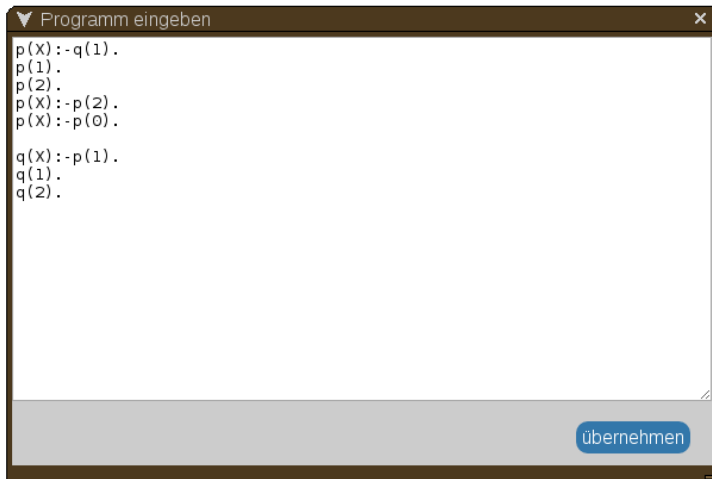 Programm eingeben
p(X):-q(1).
p(1).
p(2).
p(X):-p(2).
p(X):-p(0).
q(X):-p(1).
q(1).
q(2).
übernehmen